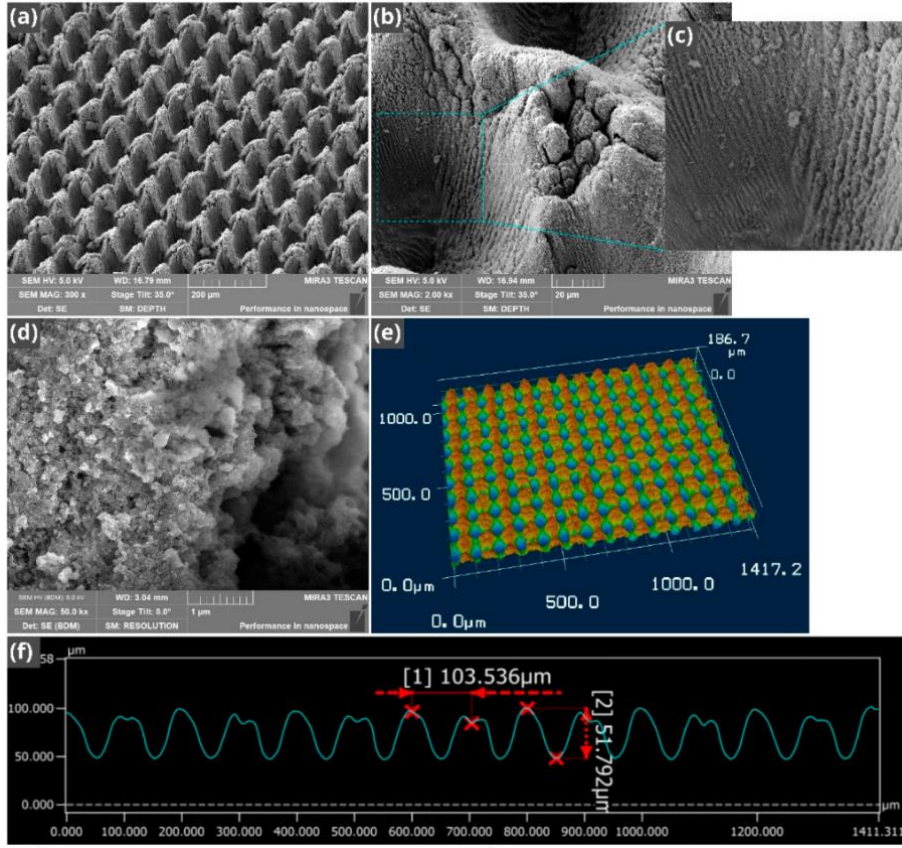 (a)
SEM HV: 5.0 kV WD: 16.79 mm MIRA3 TESCAN
SEM MAG: 300 x Stage Tilt: 35.0° 200 µm
Det: SE SM: DEPTH Performance in nanospace
(b)
SEM HV: 5.0 kV WD: 16.94 mm MIRA3 TESCAN
SEM MAG: 2.00 kx Stage Tilt: 35.0° 20 µm
Det: SE SM: DEPTH Performance in nanospace
(c)
(d)
SEM HV (BDM): 5.0 kV WD: 3.04 mm MIRA3 TESCAN
SEM MAG: 50.0 kx Stage Tilt: 0.0° 1 µm
Det: SE (BDM) SM: RESOLUTION Performance in nanospace
(e)
186.7
µm
0.0
1000.0
500.0
0.0µm
0.0µm
500.0
1000.0
1417.2
(f)
µm
58
[1] 103.536µm
[2] 51.792µm
100.000
50.000
0.000
0.000 100.000 200.000 300.000 400.000 500.000 600.000 700.000 800.000 900.000 1000.000 1200.000 1411.311
µm